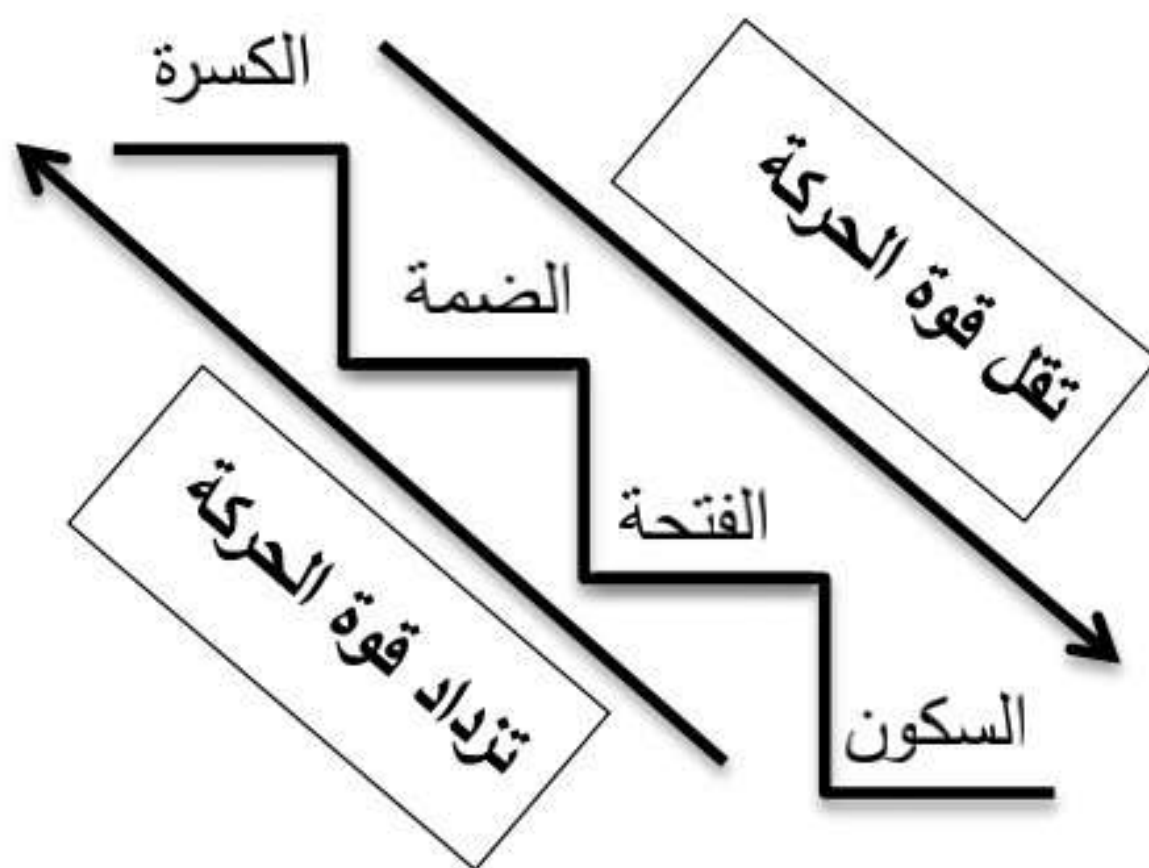 الكسرة
تقل قوة الحركة
الضمة
الفتحة
تزداد قوة الحركة
السكون